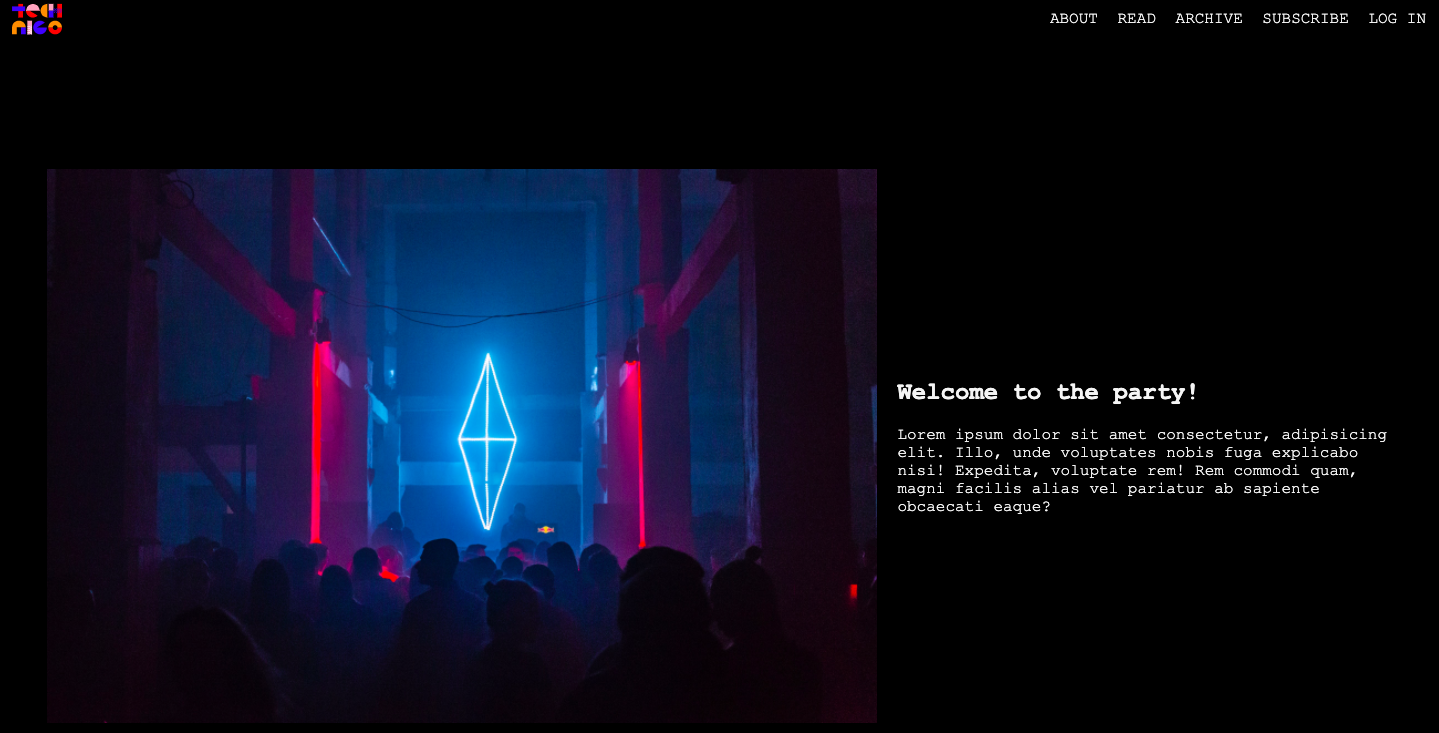 tech
nico
ABOUT READ ARCHIVE SUBSCRIBE LOG IN
Welcome to the party!
Lorem ipsum dolor sit amet consectetur, adipisicing
elit. Illo, unde voluptates nobis fuga explicabo
nisi! Expedita, voluptate rem! Rem commodi quam,
magni facilis alias vel pariatur ab sapiente
obcaecati eaque?